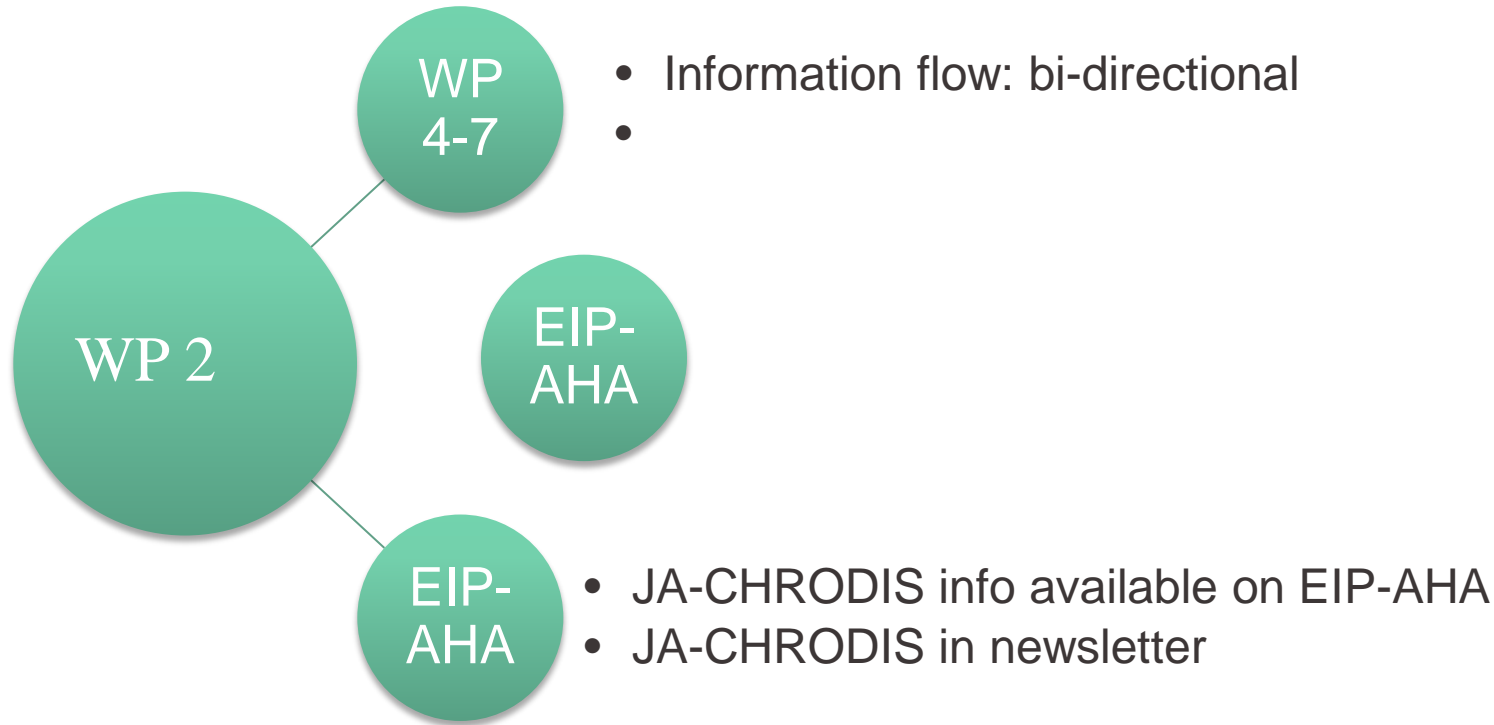 WP
4-7
• Information flow: bi-directional
•
WP 2
EIP-
AHA
EIP-
AHA
• JA-CHRODIS info available on EIP-AHA
• JA-CHRODIS in newsletter